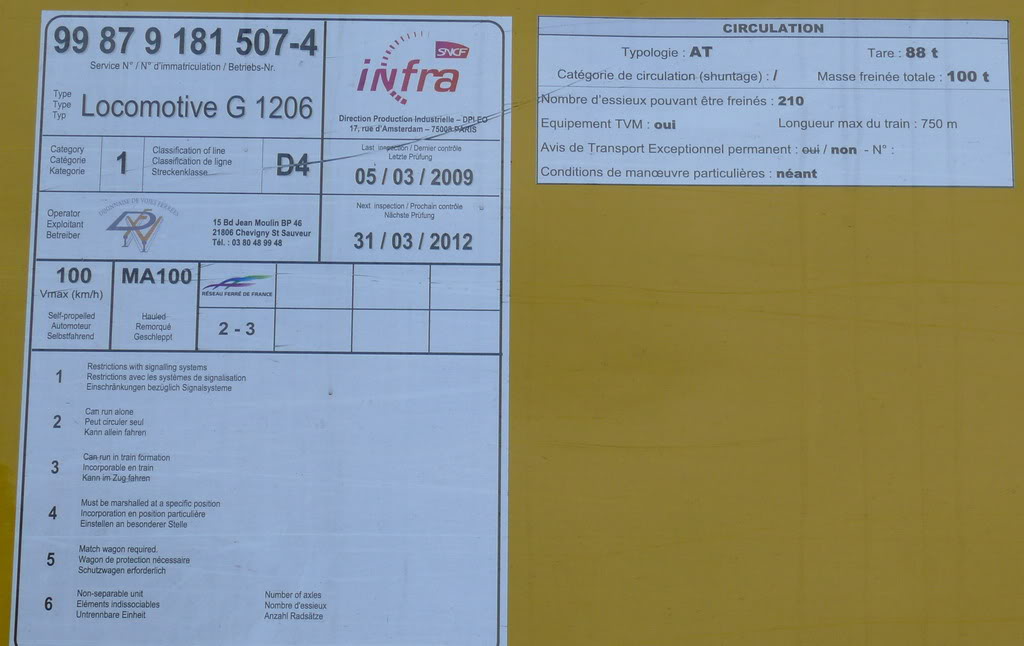 99 87 9 181 507-4
Service N° / N° d'immatriculation / Betriebs-Nr.
Type
Type
Typ
Locomotive G 1206
SNCF
infra
Direction Production Industrielle – DPI-EO
17, rue d'Amsterdam – 75008 PARIS
Category
Catégorie
Kategorie
1
Classification of line
Classification de ligne
Streckenklasse
D4
Last inspection / Dernier contrôle
Letzte Prüfung
05 / 03 / 2009
Operator
Exploitant
Betreiber
15 Bd Jean Moulin BP 46
21806 Chevigny St Sauveur
Tél. : 03 80 48 99 48
Next inspection / Prochain contrôle
Nächste Prüfung
31 / 03 / 2012
100
Vmax (km/h)
Self-propelled
Automoteur
Selbstfahrend
MA100
Hauled
Remorqué
Geschleppt
RÉSEAU FERRÉ DE FRANCE
2 - 3
1
Restrictions with signalling systems
Restrictions avec les systèmes de signalisation
Einschränkungen bezüglich Signalsysteme
2
Can run alone
Peut circuler seul
Kann allein fahren
3
Can run in train formation
Incorporable en train
Kann im Zug fahren
4
Must be marshalled at a specific position
Incorporation en position particulière
Einstellen an besonderer Stelle
5
Match wagon required.
Wagon de protection nécessaire
Schutzwagen erforderlich
6
Non-separable unit
Eléments indissociables
Untrennbare Einheit
Number of axles
Nombre d'essieux
Anzahl Radsätze
CIRCULATION
Typologie : AT Tare : 88 t
Catégorie de circulation (shuntage) : / Masse freinée totale : 100 t
Nombre d'essieux pouvant être freinés : 210
Equipement TVM : oui Longueur max du train : 750 m
Avis de Transport Exceptionnel permanent : oui / non - N° :
Conditions de manœuvre particulières : néant